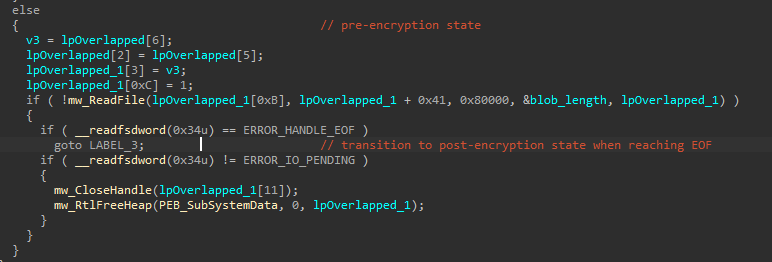 else
{ // pre-encryption state
v3 = lpOverlapped[6];
lpOverlapped[2] = lpOverlapped[5];
lpOverlapped_1[3] = v3;
lpOverlapped_1[0xC] = 1;
if ( !mw_ReadFile(lpOverlapped_1[0xB], lpOverlapped_1 + 0x41, 0x80000, &blob_length, lpOverlapped_1) )
{
if ( __readfsdword(0x34u) == ERROR_HANDLE_EOF )
goto LABEL_3; // transition to post-encryption state when reaching EOF
if ( __readfsdword(0x34u) != ERROR_IO_PENDING )
{
mw_CloseHandle(lpOverlapped_1[11]);
mw_RtlFreeHeap(PEB_SubSystemData, 0, lpOverlapped_1);
}
}
}